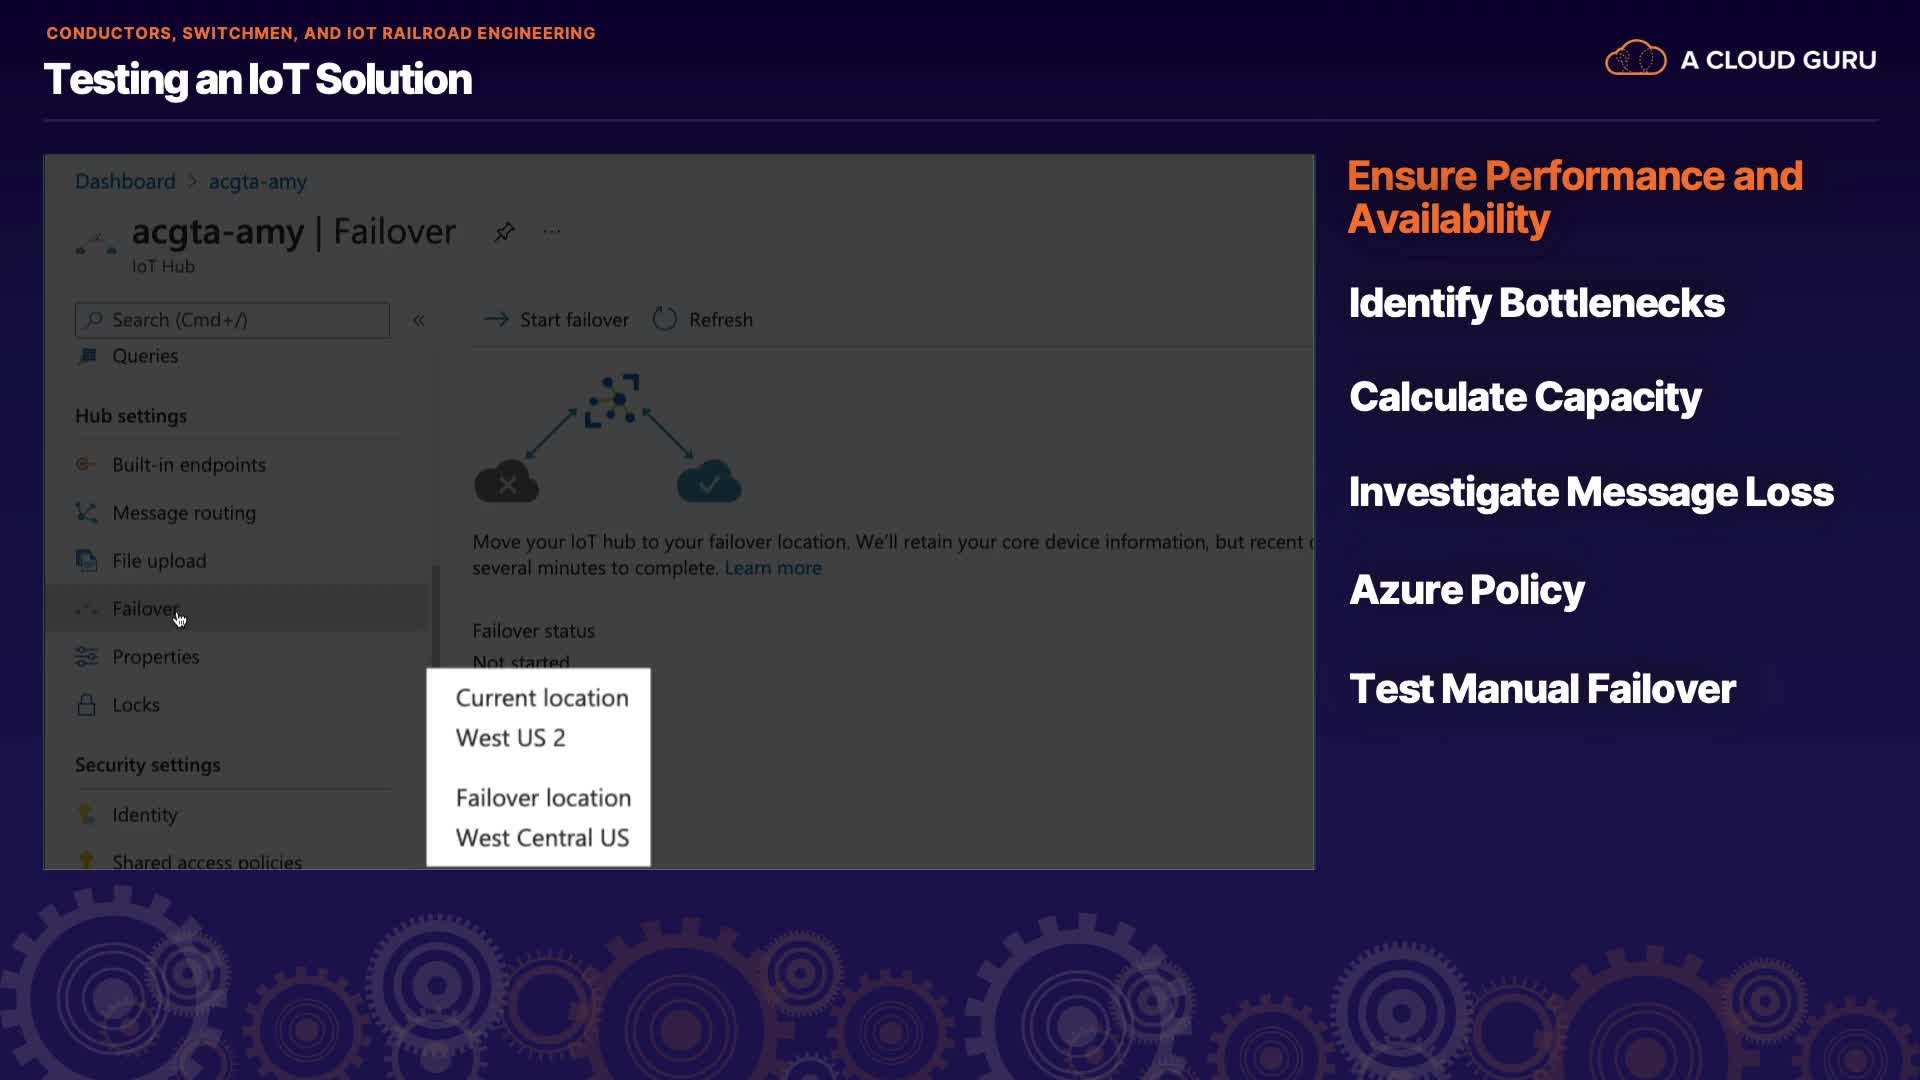 CONDUCTORS, SWITCHMEN, AND IOT RAILROAD ENGINEERING
Testing an IoT Solution
A CLOUD GURU
Dashboard > acgta-amy
acgta-amy | Failover
IoT Hub
Search (Cmd+/)
Queries
Hub settings
Built-in endpoints
Message routing
File upload
Failover
Properties
Locks
Security settings
Identity
Shared access policies
Start failover
Refresh
Move your IoT hub to your failover location. We'll retain your core device information, but recent
several minutes to complete. Learn more
Failover status
Not started
Current location
West US 2
Failover location
West Central US
Ensure Performance and
Availability
Identify Bottlenecks
Calculate Capacity
Investigate Message Loss
Azure Policy
Test Manual Failover